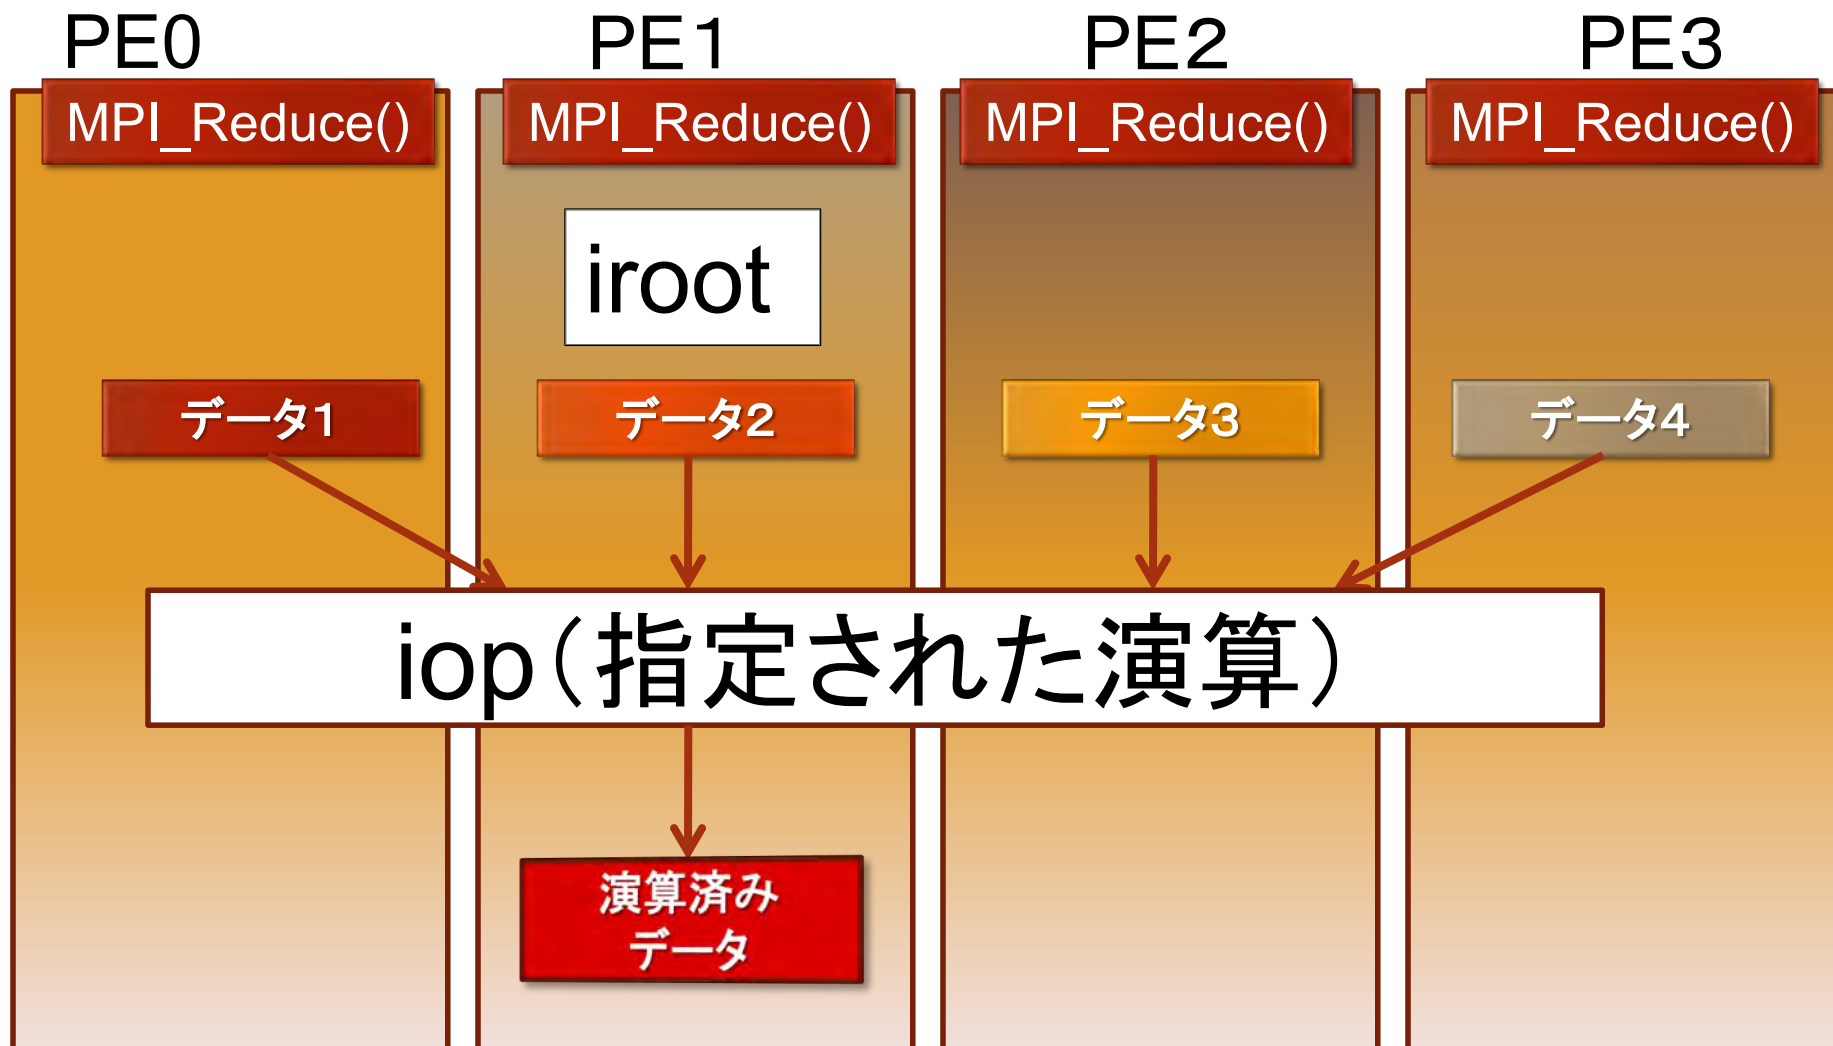 PE0
PE1
PE2
PE3
MPI_Reduce()
MPI_Reduce()
MPI_Reduce()
MPI_Reduce()
iroot
データ1
データ2
データ3
データ4
iop（指定された演算）
演算済み
データ